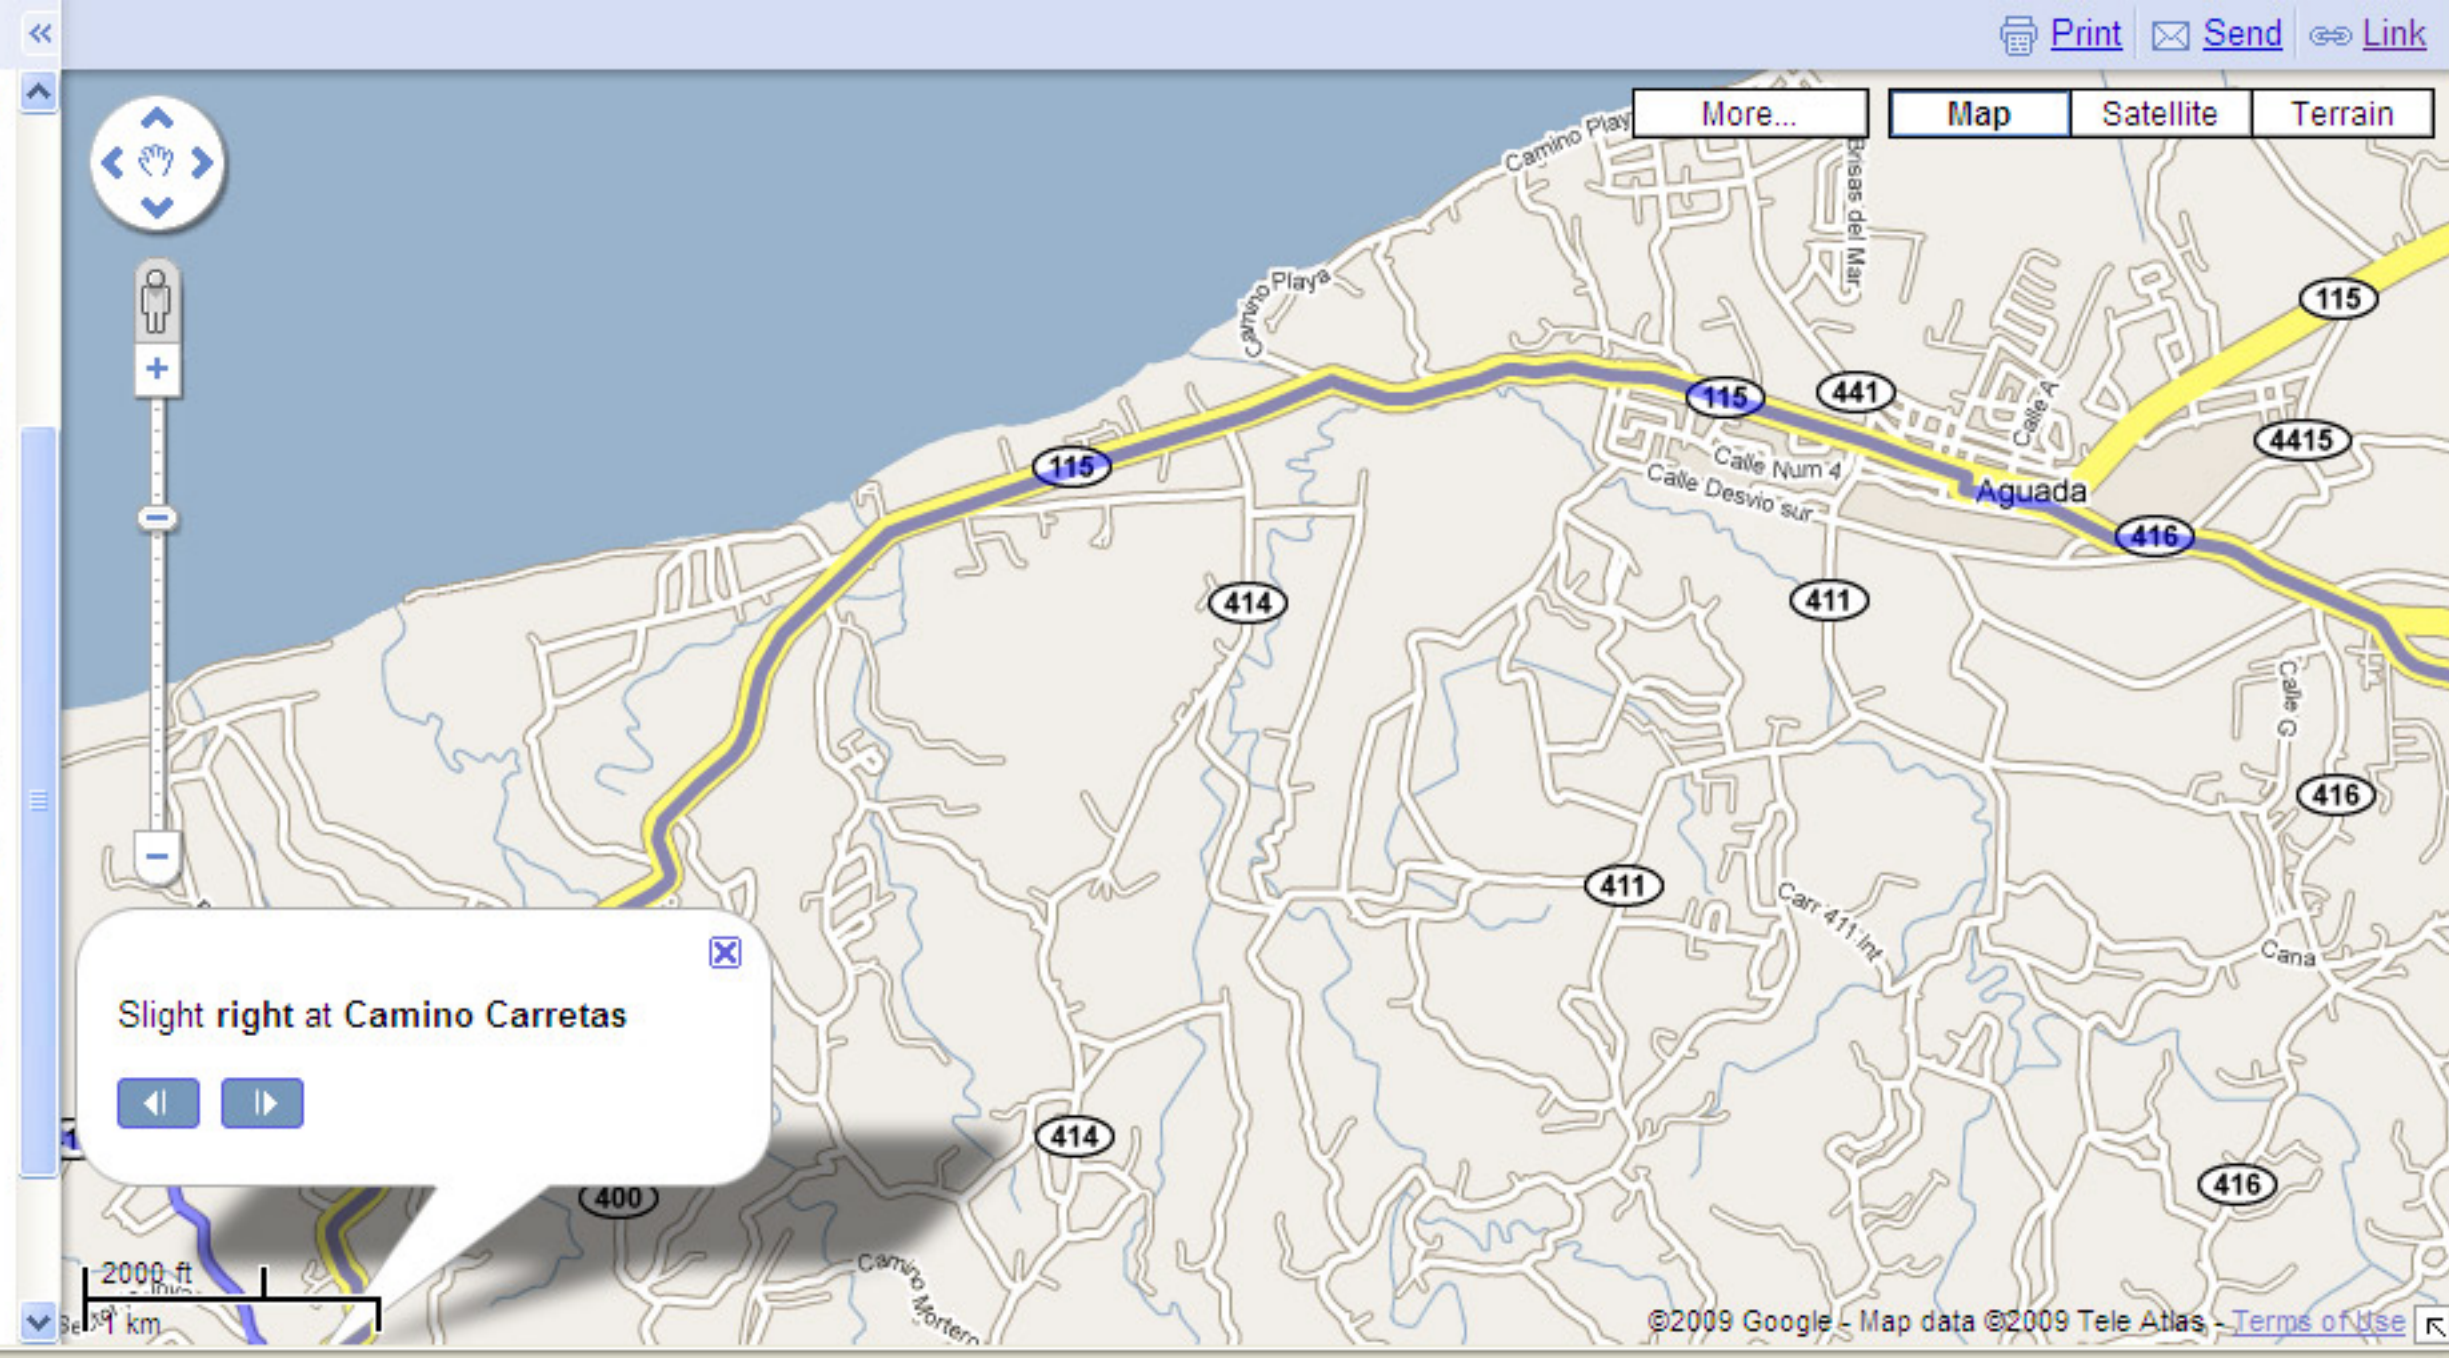 Print
Send
Link
More...
Map
Satellite
Terrain
Camino Play
Brisas del Mar
Camino Playa
115
115
441
Calle A
4415
115
Calle Num 4
Calle Desvio sur
Aguada
416
414
411
Calle G
416
411
Carr 411 Int
Cana
Slight right at Camino Carretas
414
400
416
Camino Mortero
2000 ft
1 km
©2009 Google - Map data ©2009 Tele Atlas - Terms of Use